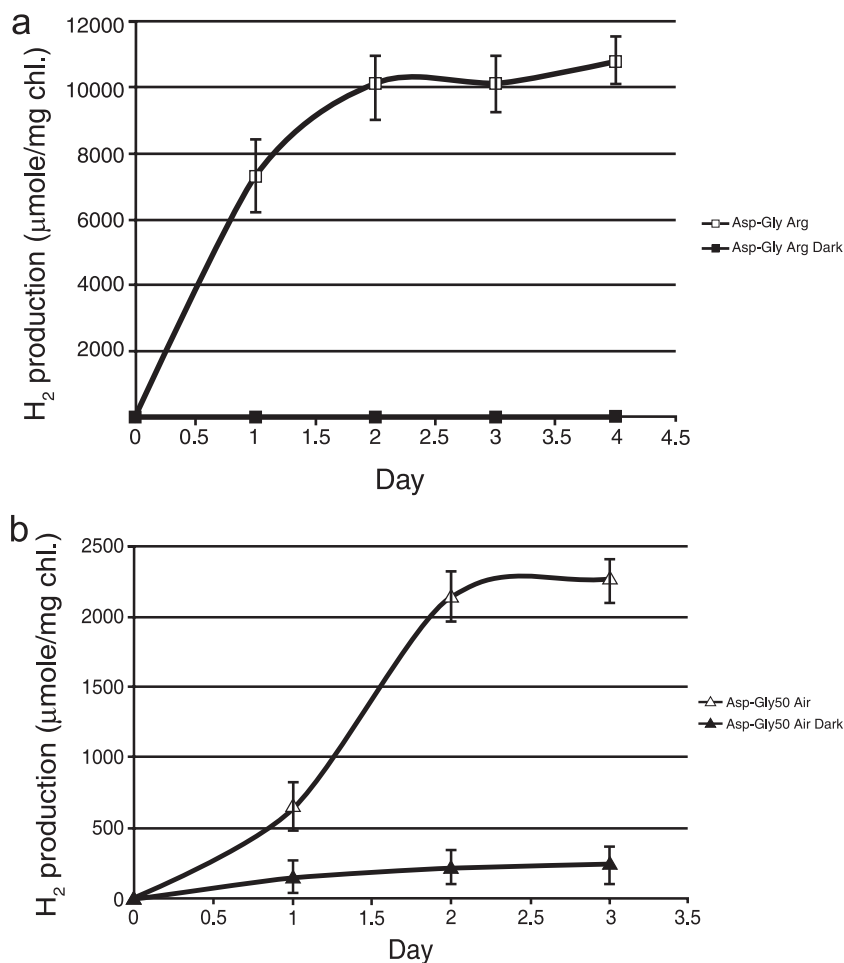 a
H₂ production (µmole/mg chl.)
12000
10000
8000
6000
4000
2000
0 0.5 1 1.5 2 2.5 3 3.5 4 4.5
Day
Asp-Gly Arg
Asp-Gly Arg Dark
b
H₂ production (µmole/mg chl.)
2500
2000
1500
1000
500
0
0 0.5 1 1.5 2 2.5 3 3.5
Day
Asp-Gly50 Air
Asp-Gly50 Air Dark